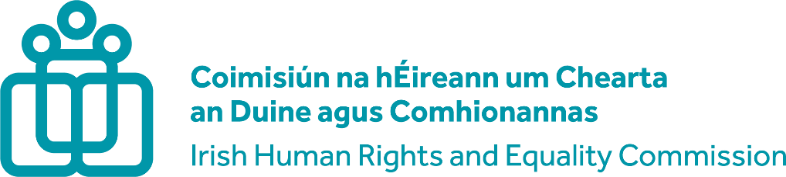 Coimisiún na hÉireann um Chearta
an Duine agus Comhionannas
Irish Human Rights and Equality Commission